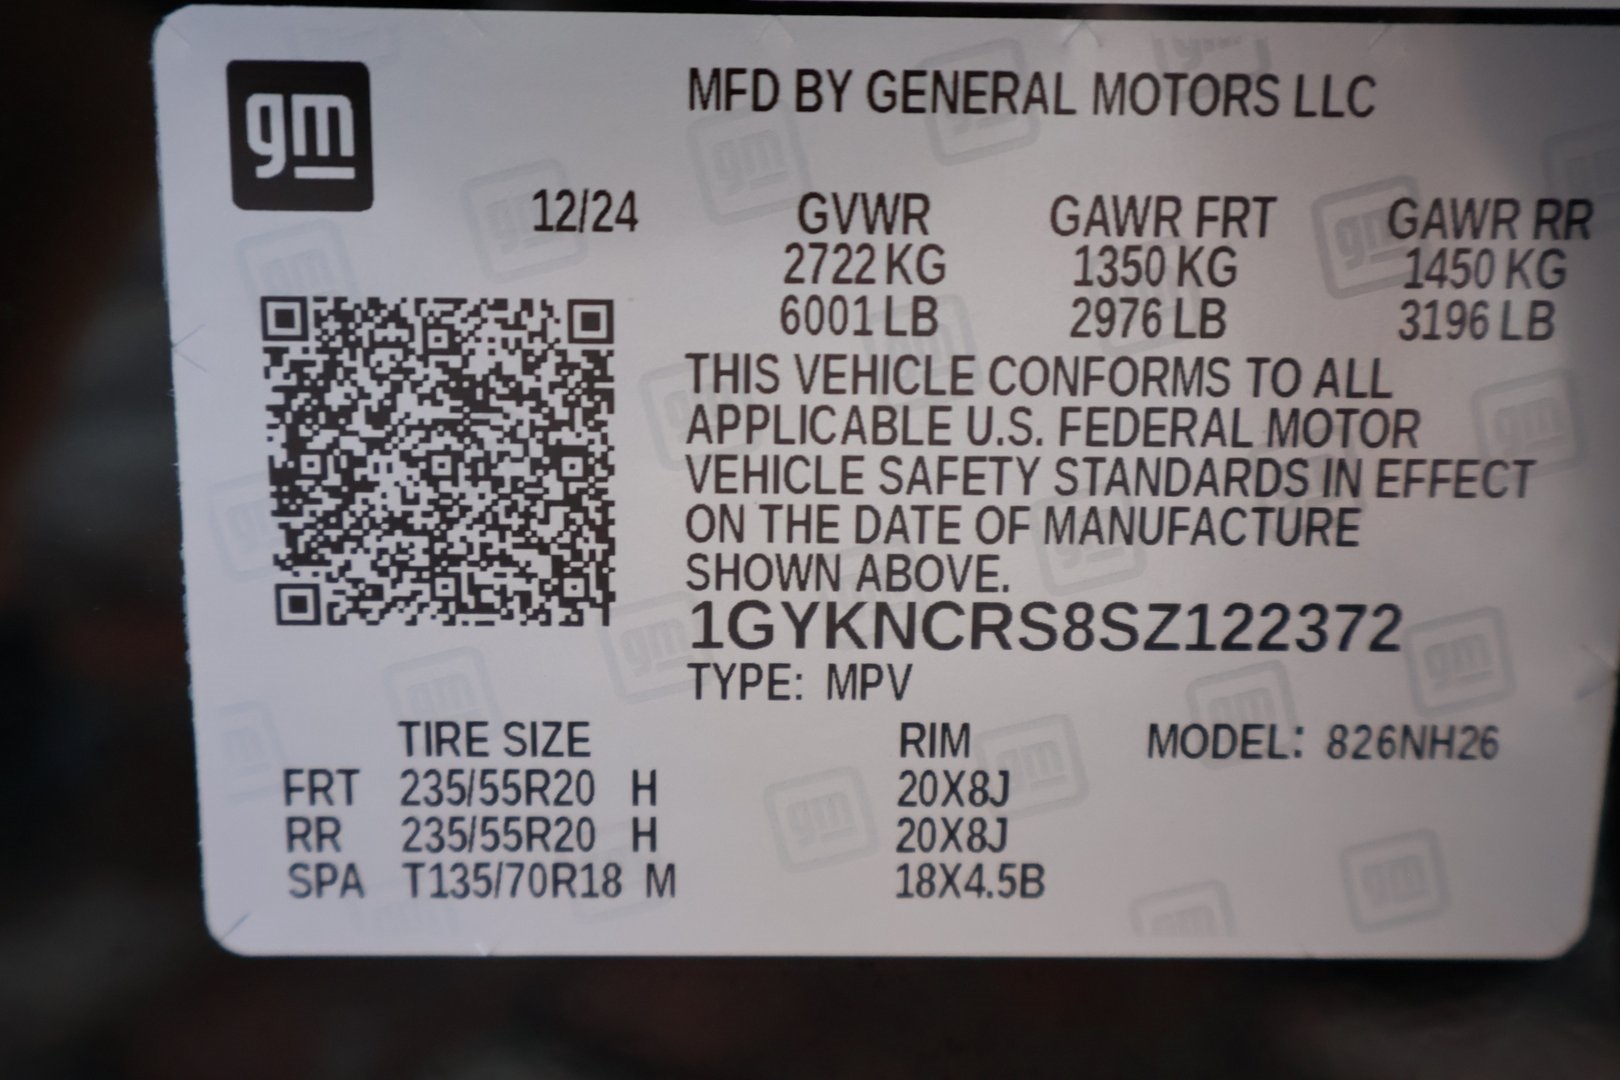 gm
MFD BY GENERAL MOTORS LLC
12/24 GVWR GAWR FRT GAWR RR
2722 KG 1350 KG 1450 KG
6001 LB 2976 LB 3196 LB
THIS VEHICLE CONFORMS TO ALL
APPLICABLE U.S. FEDERAL MOTOR
VEHICLE SAFETY STANDARDS IN EFFECT
ON THE DATE OF MANUFACTURE
SHOWN ABOVE.
1GYKNCRS8SZ122372
TYPE: MPV
TIRE SIZE RIM MODEL: 826NH26
FRT 235/55R20 H 20X8J
RR 235/55R20 H 20X8J
SPA T135/70R18 M 18X4.5B